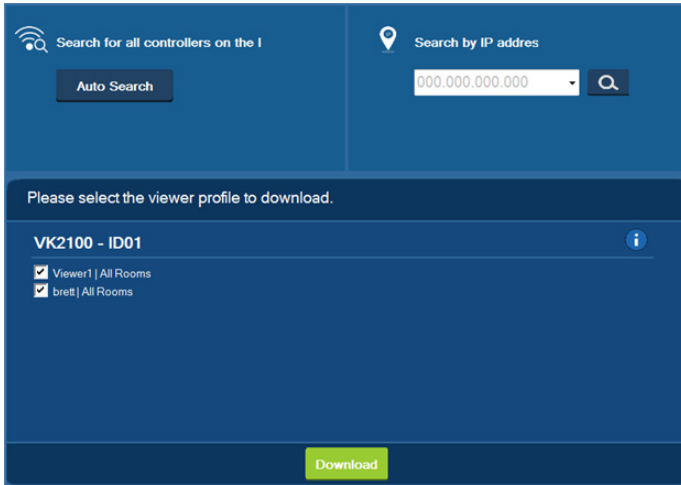 Search for all controllers on the l
Auto Search
Search by IP addres
000.000.000.000
Please select the viewer profile to download.
VK2100 - ID01
Viewer1 | All Rooms
brett | All Rooms
Download